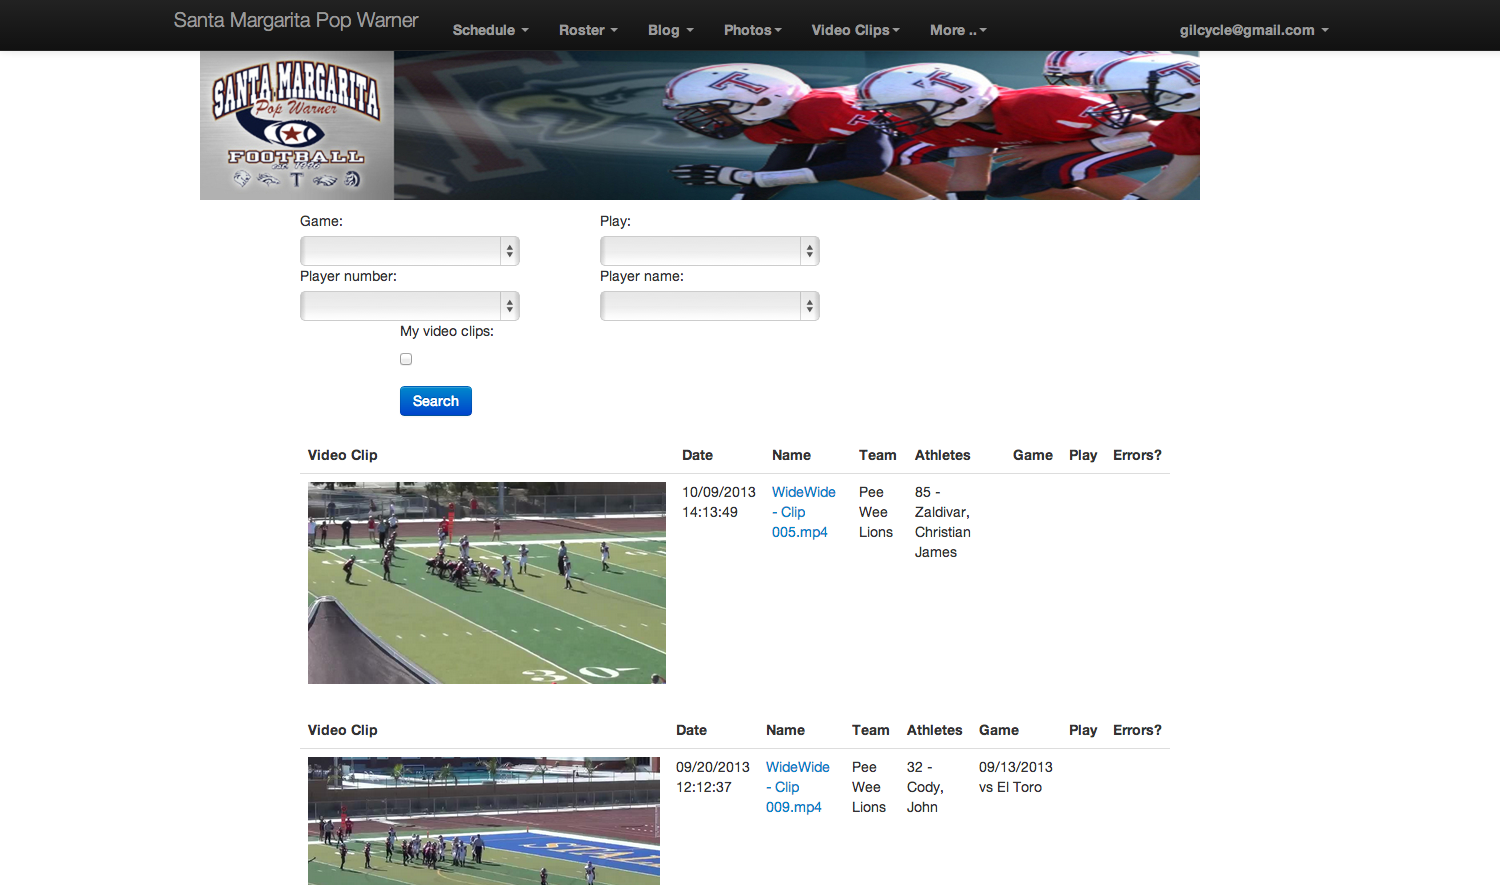 Santa Margarita Pop Warner
Schedule
Roster
Blog
Photos
Video Clips
More ..
gilcycle@gmail.com
SANTA MARGARITA
Pop Warner
FOOTBALL
est. 1966
T
T
T
T
T
Game:
Play:
Player number:
Player name:
My video clips:
Search
Video Clip Date Name Team Athletes Game Play Errors?
10/09/2013 WideWide Pee 85 -
14:13:49 - Clip Wee Zaldivar,
005.mp4 Lions Christian
James
30
Video Clip Date Name Team Athletes Game Play Errors?
09/20/2013 WideWide Pee 32 - 09/13/2013
12:12:37 - Clip Wee Cody, vs El Toro
009.mp4 Lions John